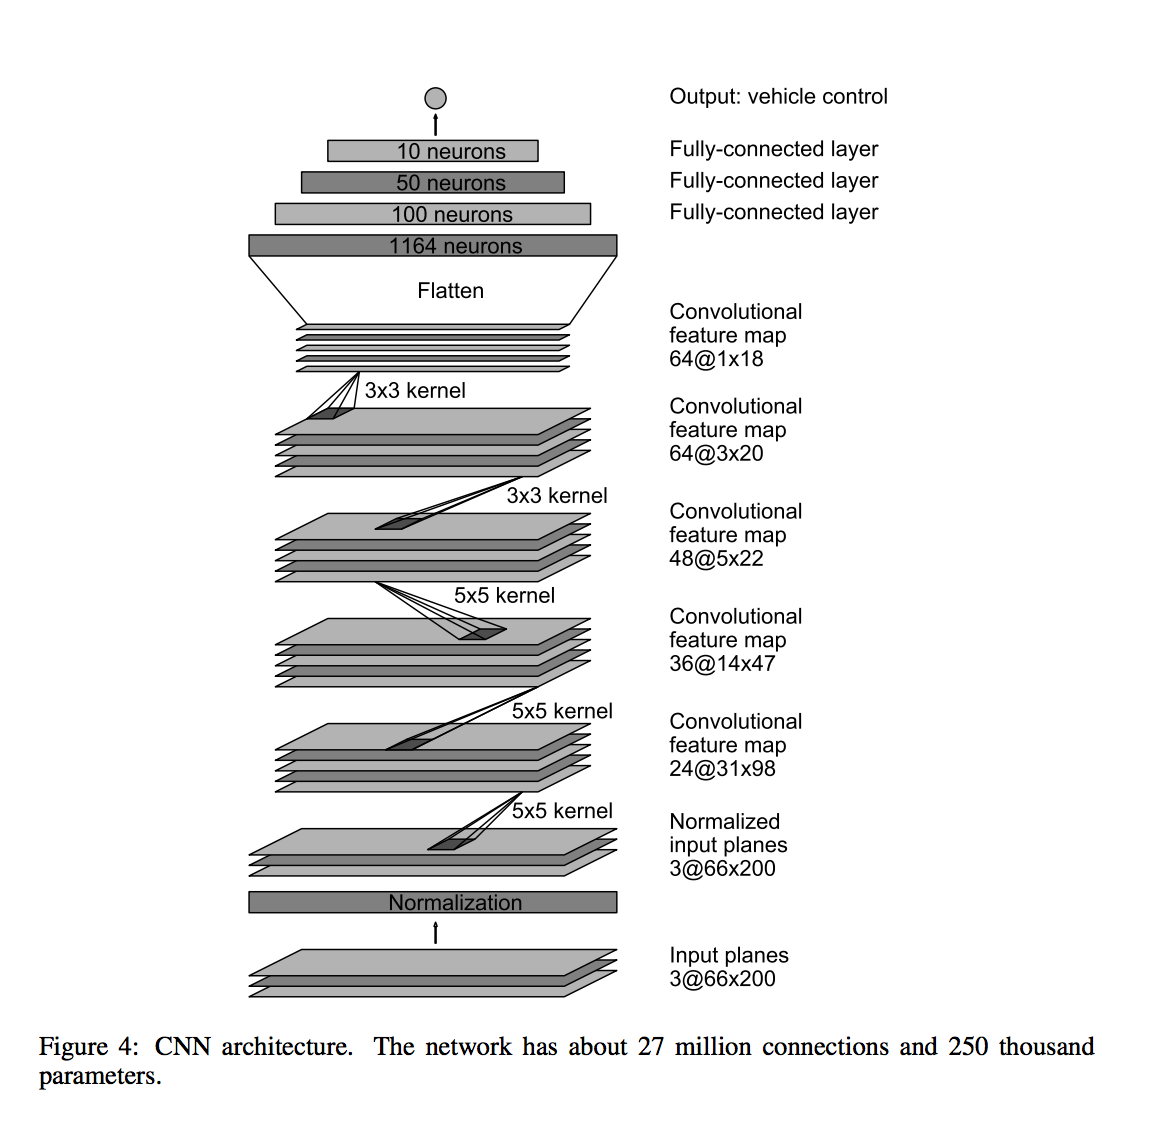 Output: vehicle control
10 neurons
Fully-connected layer
50 neurons
Fully-connected layer
100 neurons
Fully-connected layer
1164 neurons
Flatten
Convolutional
feature map
64@1x18
3x3 kernel
Convolutional
feature map
64@3x20
3x3 kernel
Convolutional
feature map
48@5x22
5x5 kernel
Convolutional
feature map
36@14x47
5x5 kernel
Convolutional
feature map
24@31x98
5x5 kernel
Normalized
input planes
3@66x200
Normalization
Input planes
3@66x200
Figure 4: CNN architecture. The network has about 27 million connections and 250 thousand
parameters.